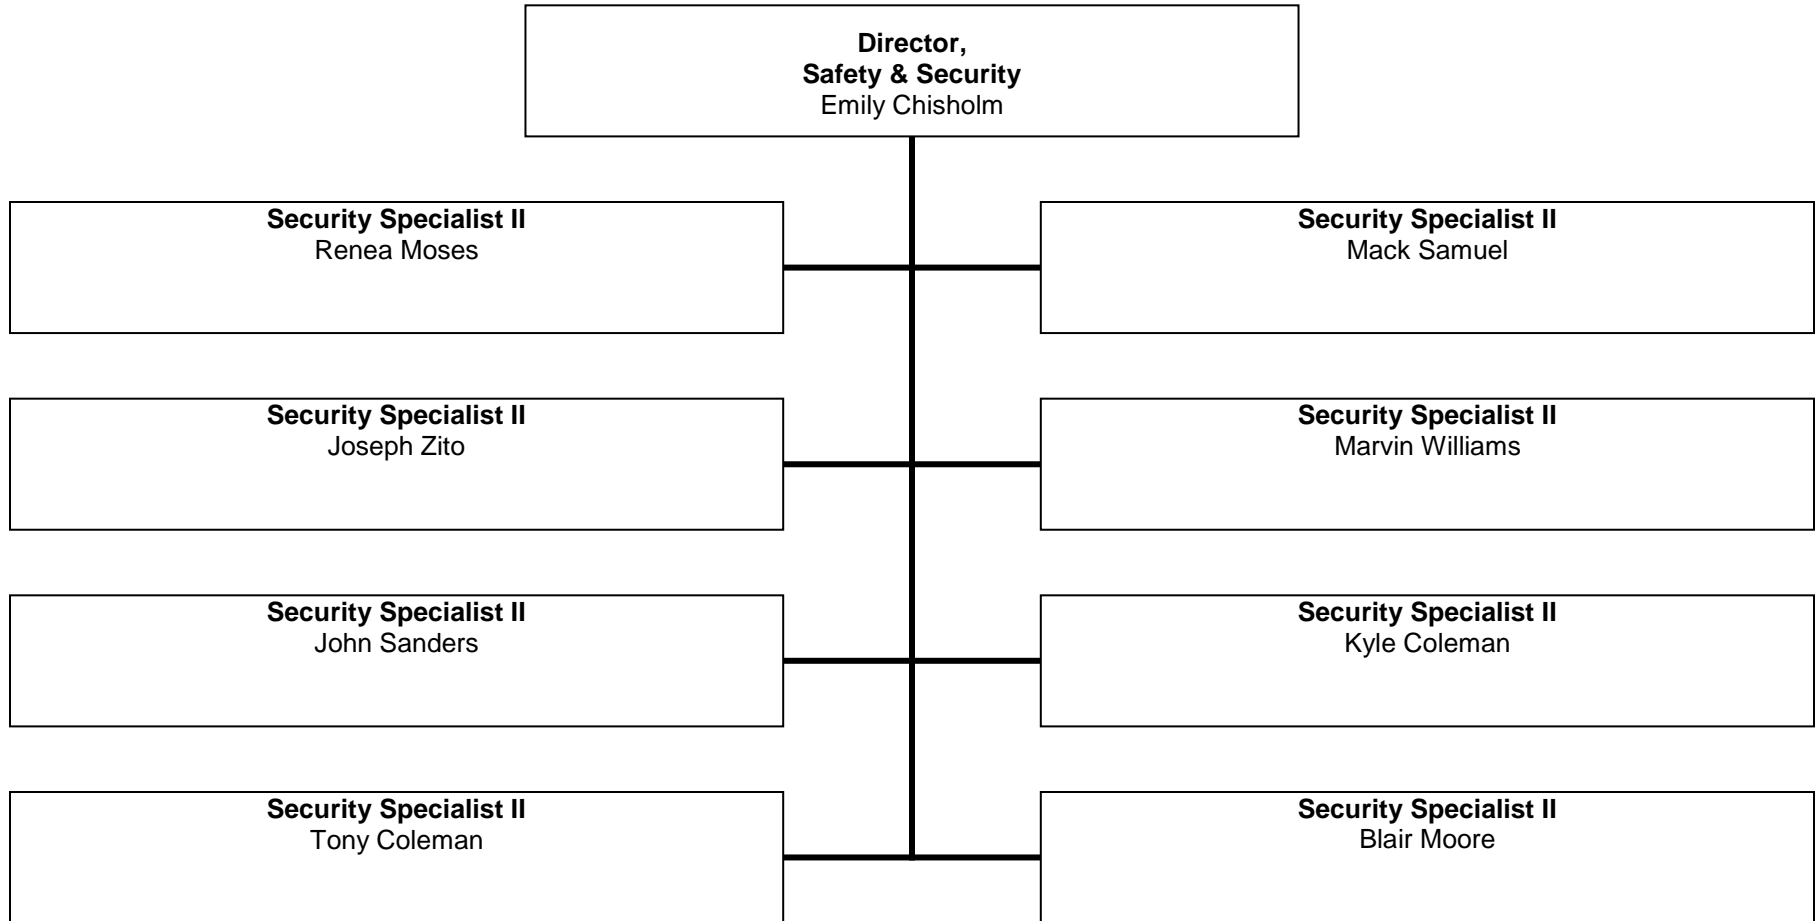 Director,
Safety & Security
Emily Chisholm
Security Specialist II
Renea Moses
Security Specialist II
Mack Samuel
Security Specialist II
Joseph Zito
Security Specialist II
Marvin Williams
Security Specialist II
John Sanders
Security Specialist II
Kyle Coleman
Security Specialist II
Tony Coleman
Security Specialist II
Blair Moore